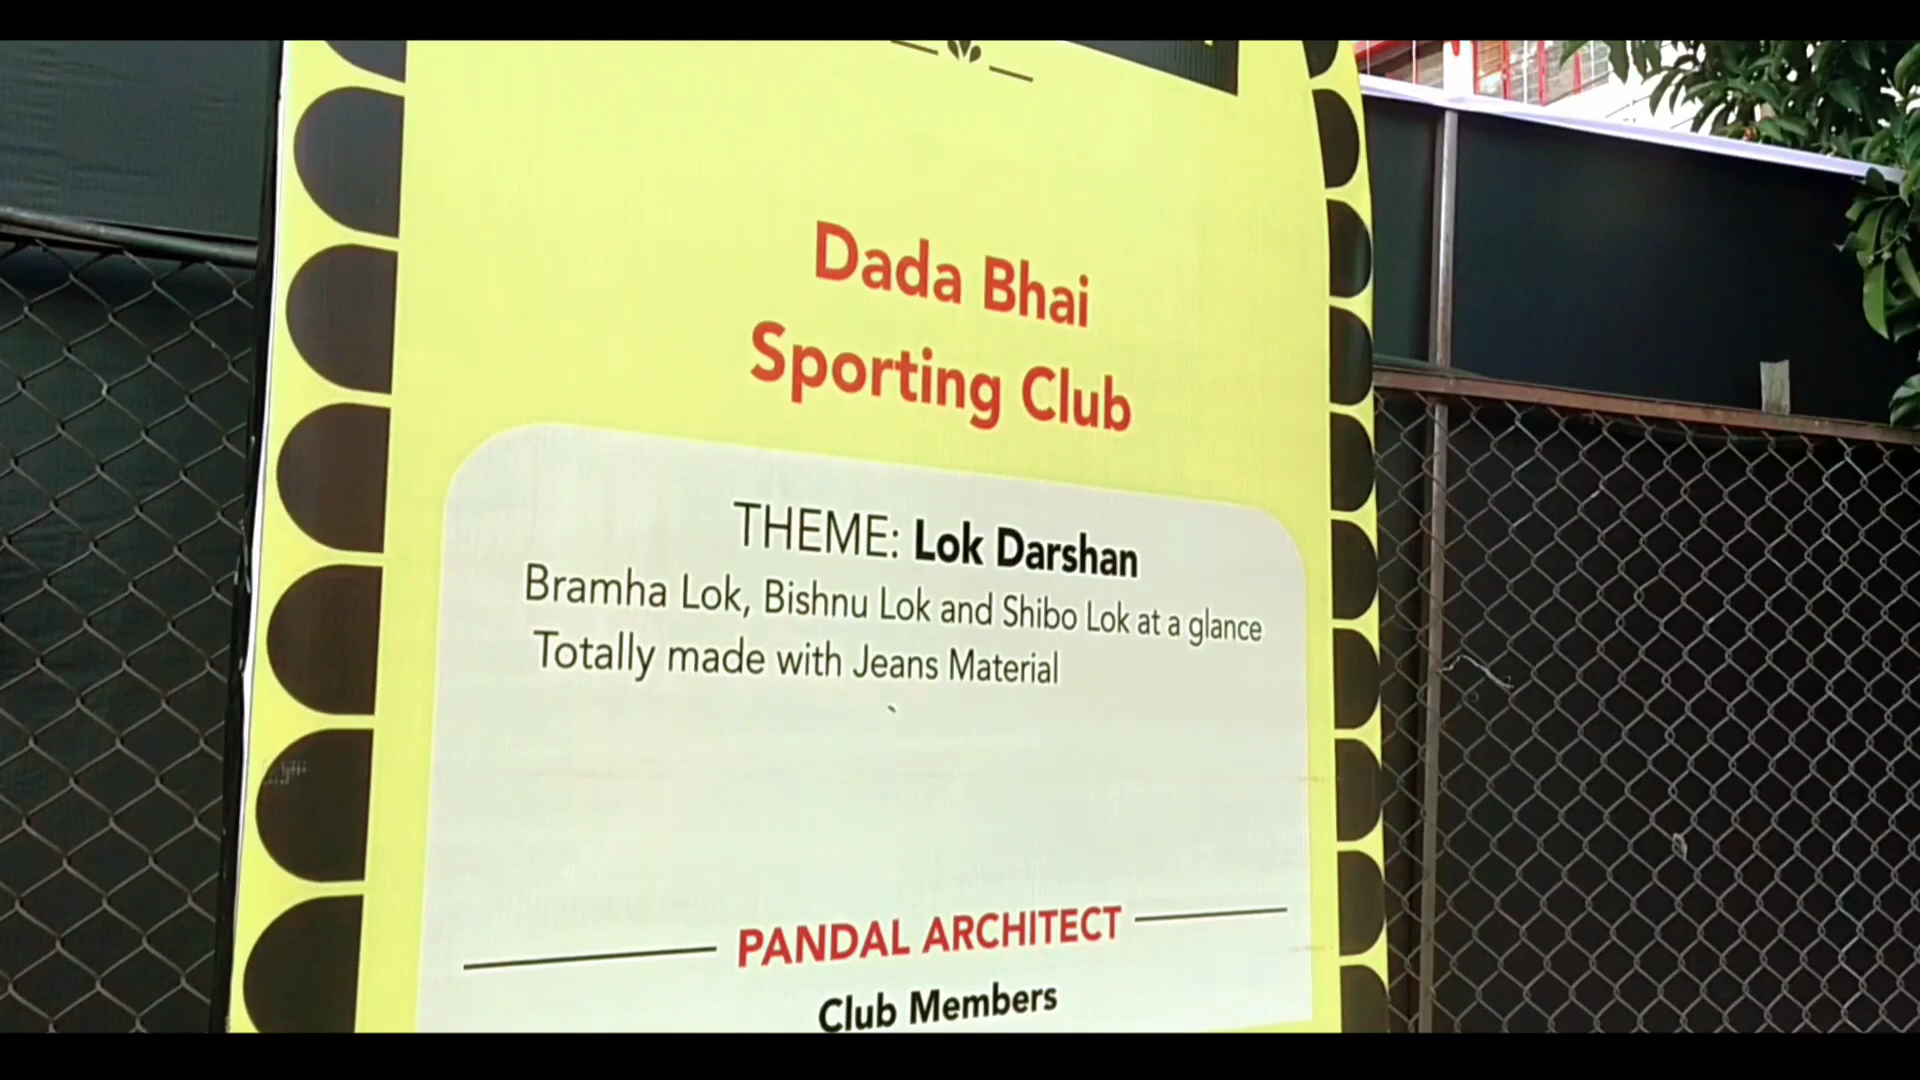 Dada Bhai
Sporting Club
THEME: Lok Darshan
Bramha Lok, Bishnu Lok and Shibo Lok at a glance
Totally made with Jeans Material
PANDAL ARCHITECT
Club Members